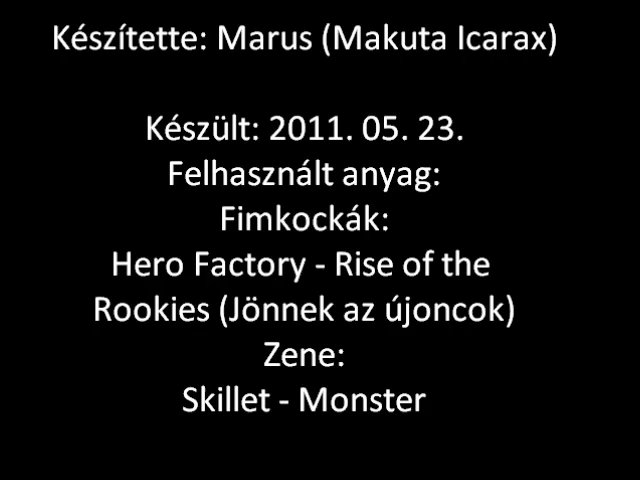 Készítette: Marus (Makuta Icarax)
Készült: 2011. 05. 23.
Felhasznált anyag:
Fimkockák:
Hero Factory - Rise of the
Rookies (Jönnek az újoncok)
Zene:
Skillet - Monster